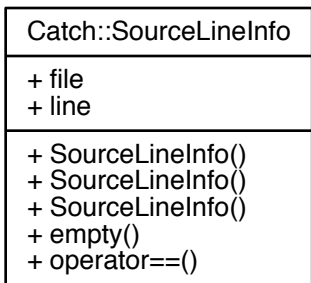 Catch::SourceLineInfo
+ file
+ line
+ SourceLineInfo()
+ SourceLineInfo()
+ SourceLineInfo()
+ empty()
+ operator==()